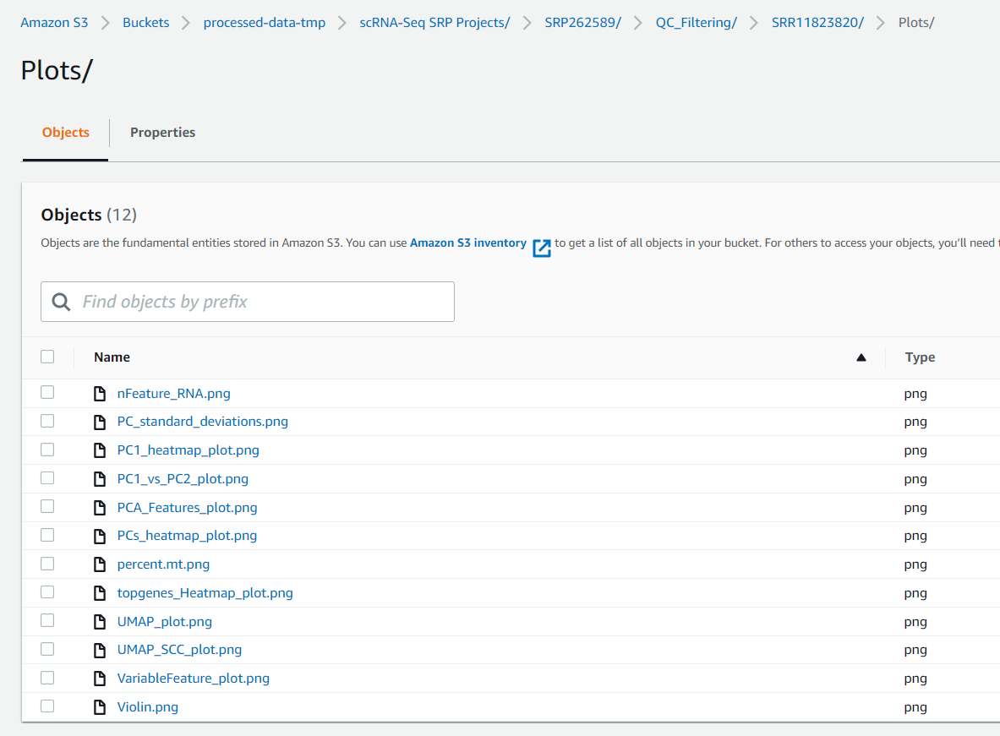 Amazon S3 > Buckets > processed-data-tmp > scRNA-Seq SRP Projects/ > SRP262589/ > QC_Filtering/ > SRR11823820/ > Plots/
Plots/
Objects Properties
Objects (12)
Objects are the fundamental entities stored in Amazon S3. You can use Amazon S3 inventory to get a list of all objects in your bucket. For others to access your objects, you'll need
Find objects by prefix
Name Type
nFeature_RNA.png png
PC_standard_deviations.png png
PC1_heatmap_plot.png png
PC1_vs_PC2_plot.png png
PCA_Features_plot.png png
PCs_heatmap_plot.png png
percent.mt.png png
topgenes_Heatmap_plot.png png
UMAP_plot.png png
UMAP_SCC_plot.png png
VariableFeature_plot.png png
Violin.png png